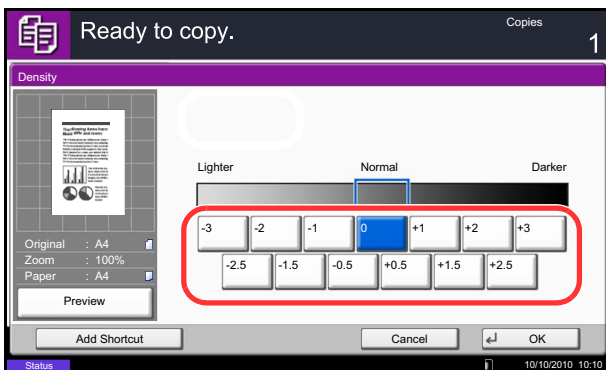 Ready to copy.
Copies
1
Density
Lighter Normal Darker
-3 -2 -1 0 +1 +2 +3
-2.5 -1.5 -0.5 +0.5 +1.5 +2.5
Original : A4
Zoom : 100%
Paper : A4
Preview
Add Shortcut Cancel OK
Status 10/10/2010 10:10